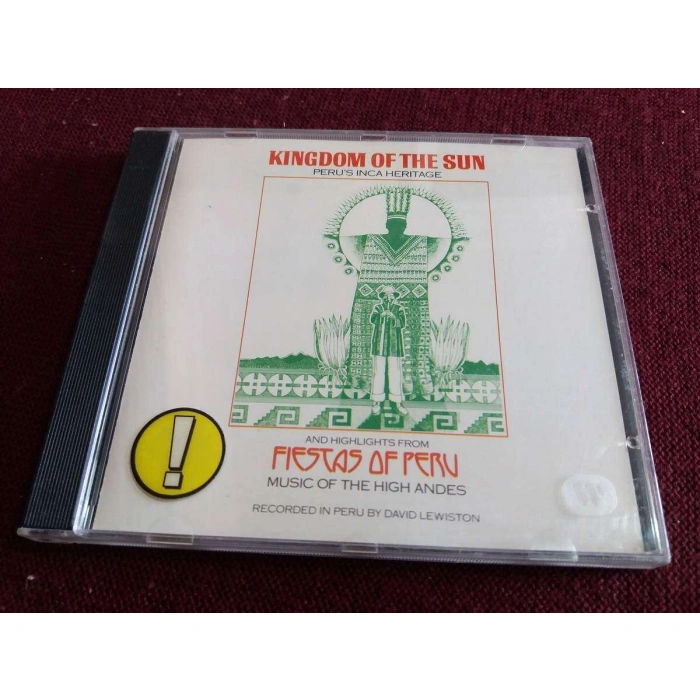 KINGDOM OF THE SUN
PERU'S INCA HERITAGE
AND HIGHLIGHTS FROM
FIESTAS OF PERU
MUSIC OF THE HIGH ANDES
RECORDED IN PERU BY DAVID LEWISTON
!